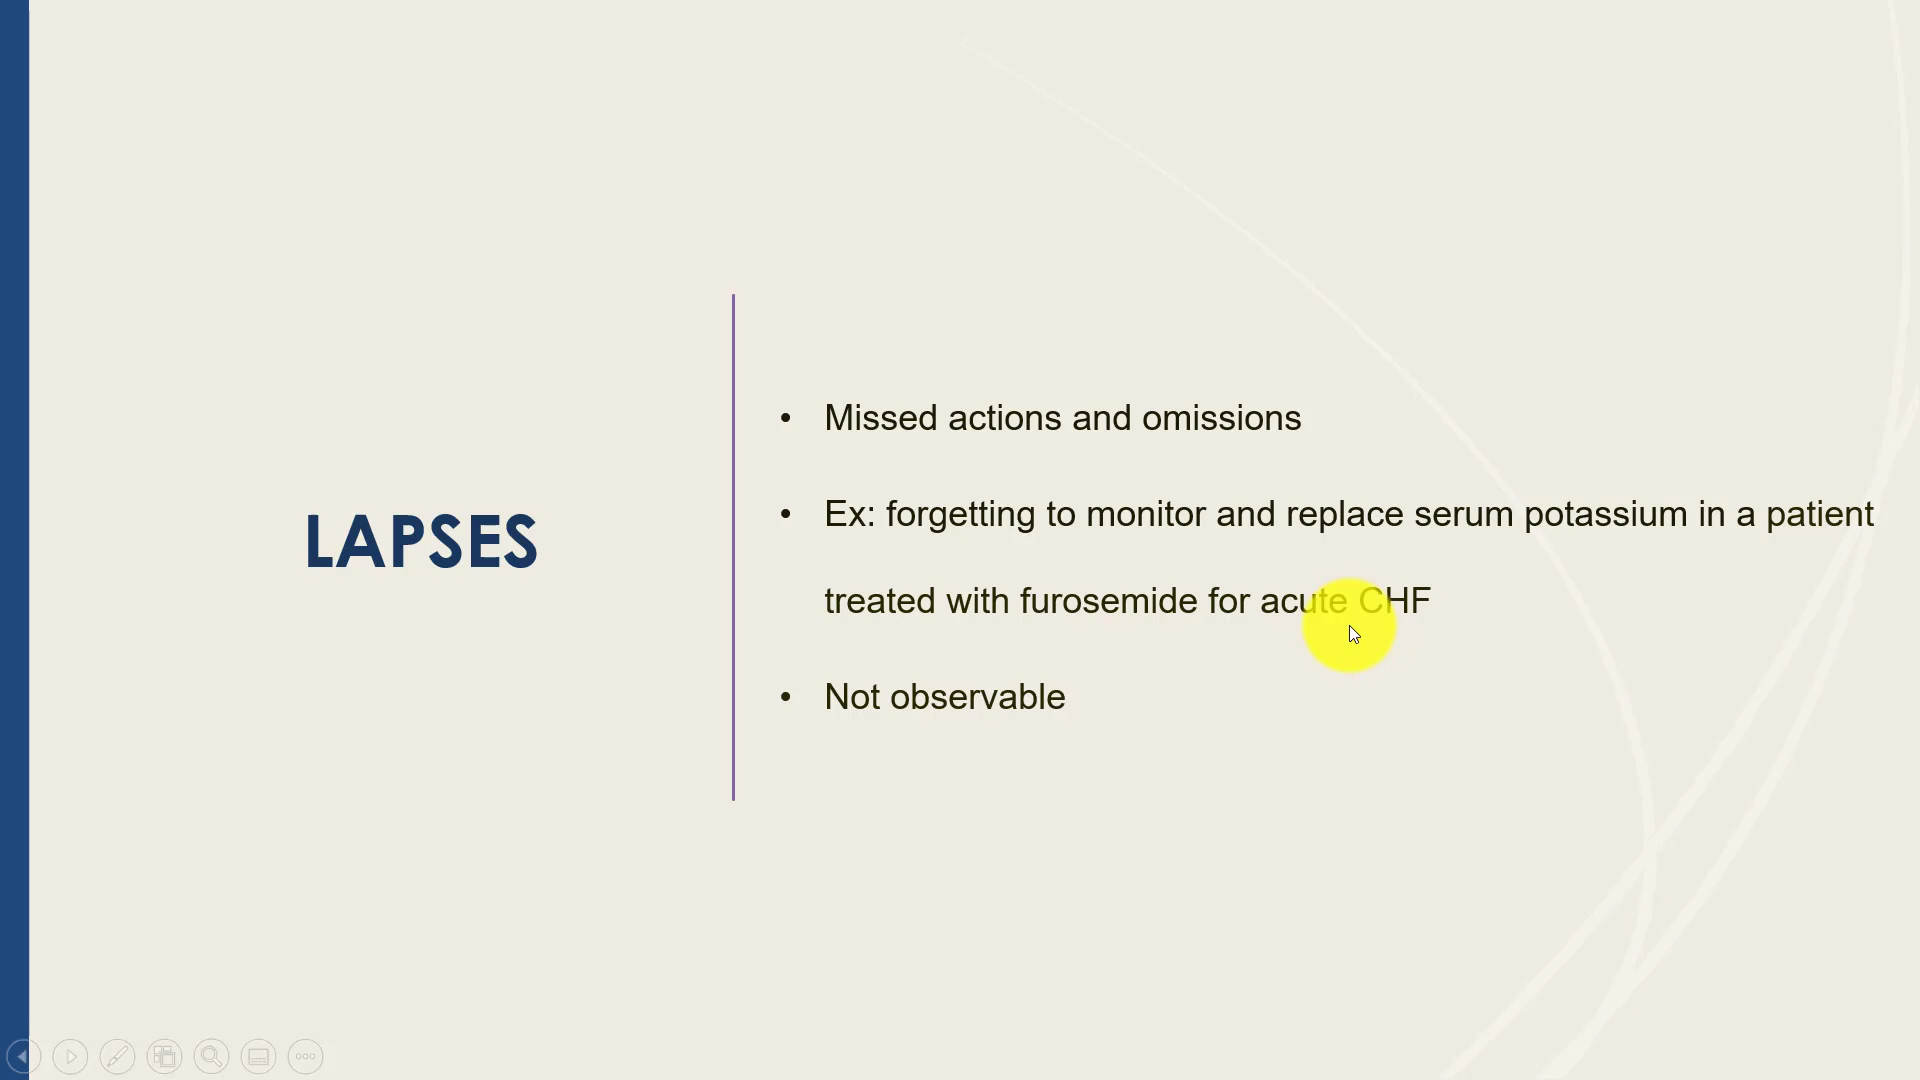 LAPSES
• Missed actions and omissions
• Ex: forgetting to monitor and replace serum potassium in a patient
treated with furosemide for acute CHF
• Not observable